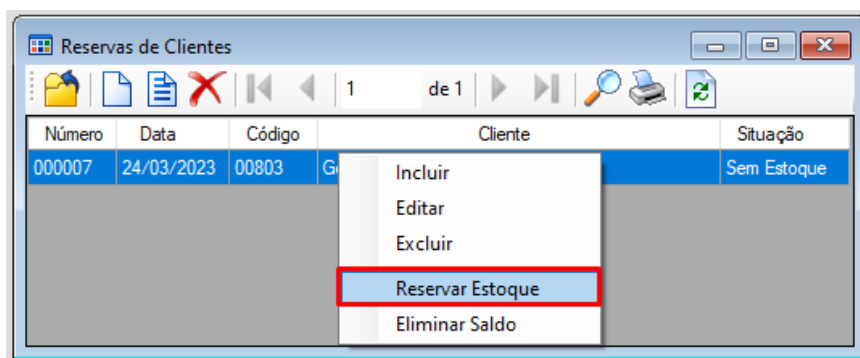 Reservas de Clientes
1 de 1
Número Data Código Cliente Situação
000007 24/03/2023 00803 Sem Estoque
Incluir
Editar
Excluir
Reservar Estoque
Eliminar Saldo